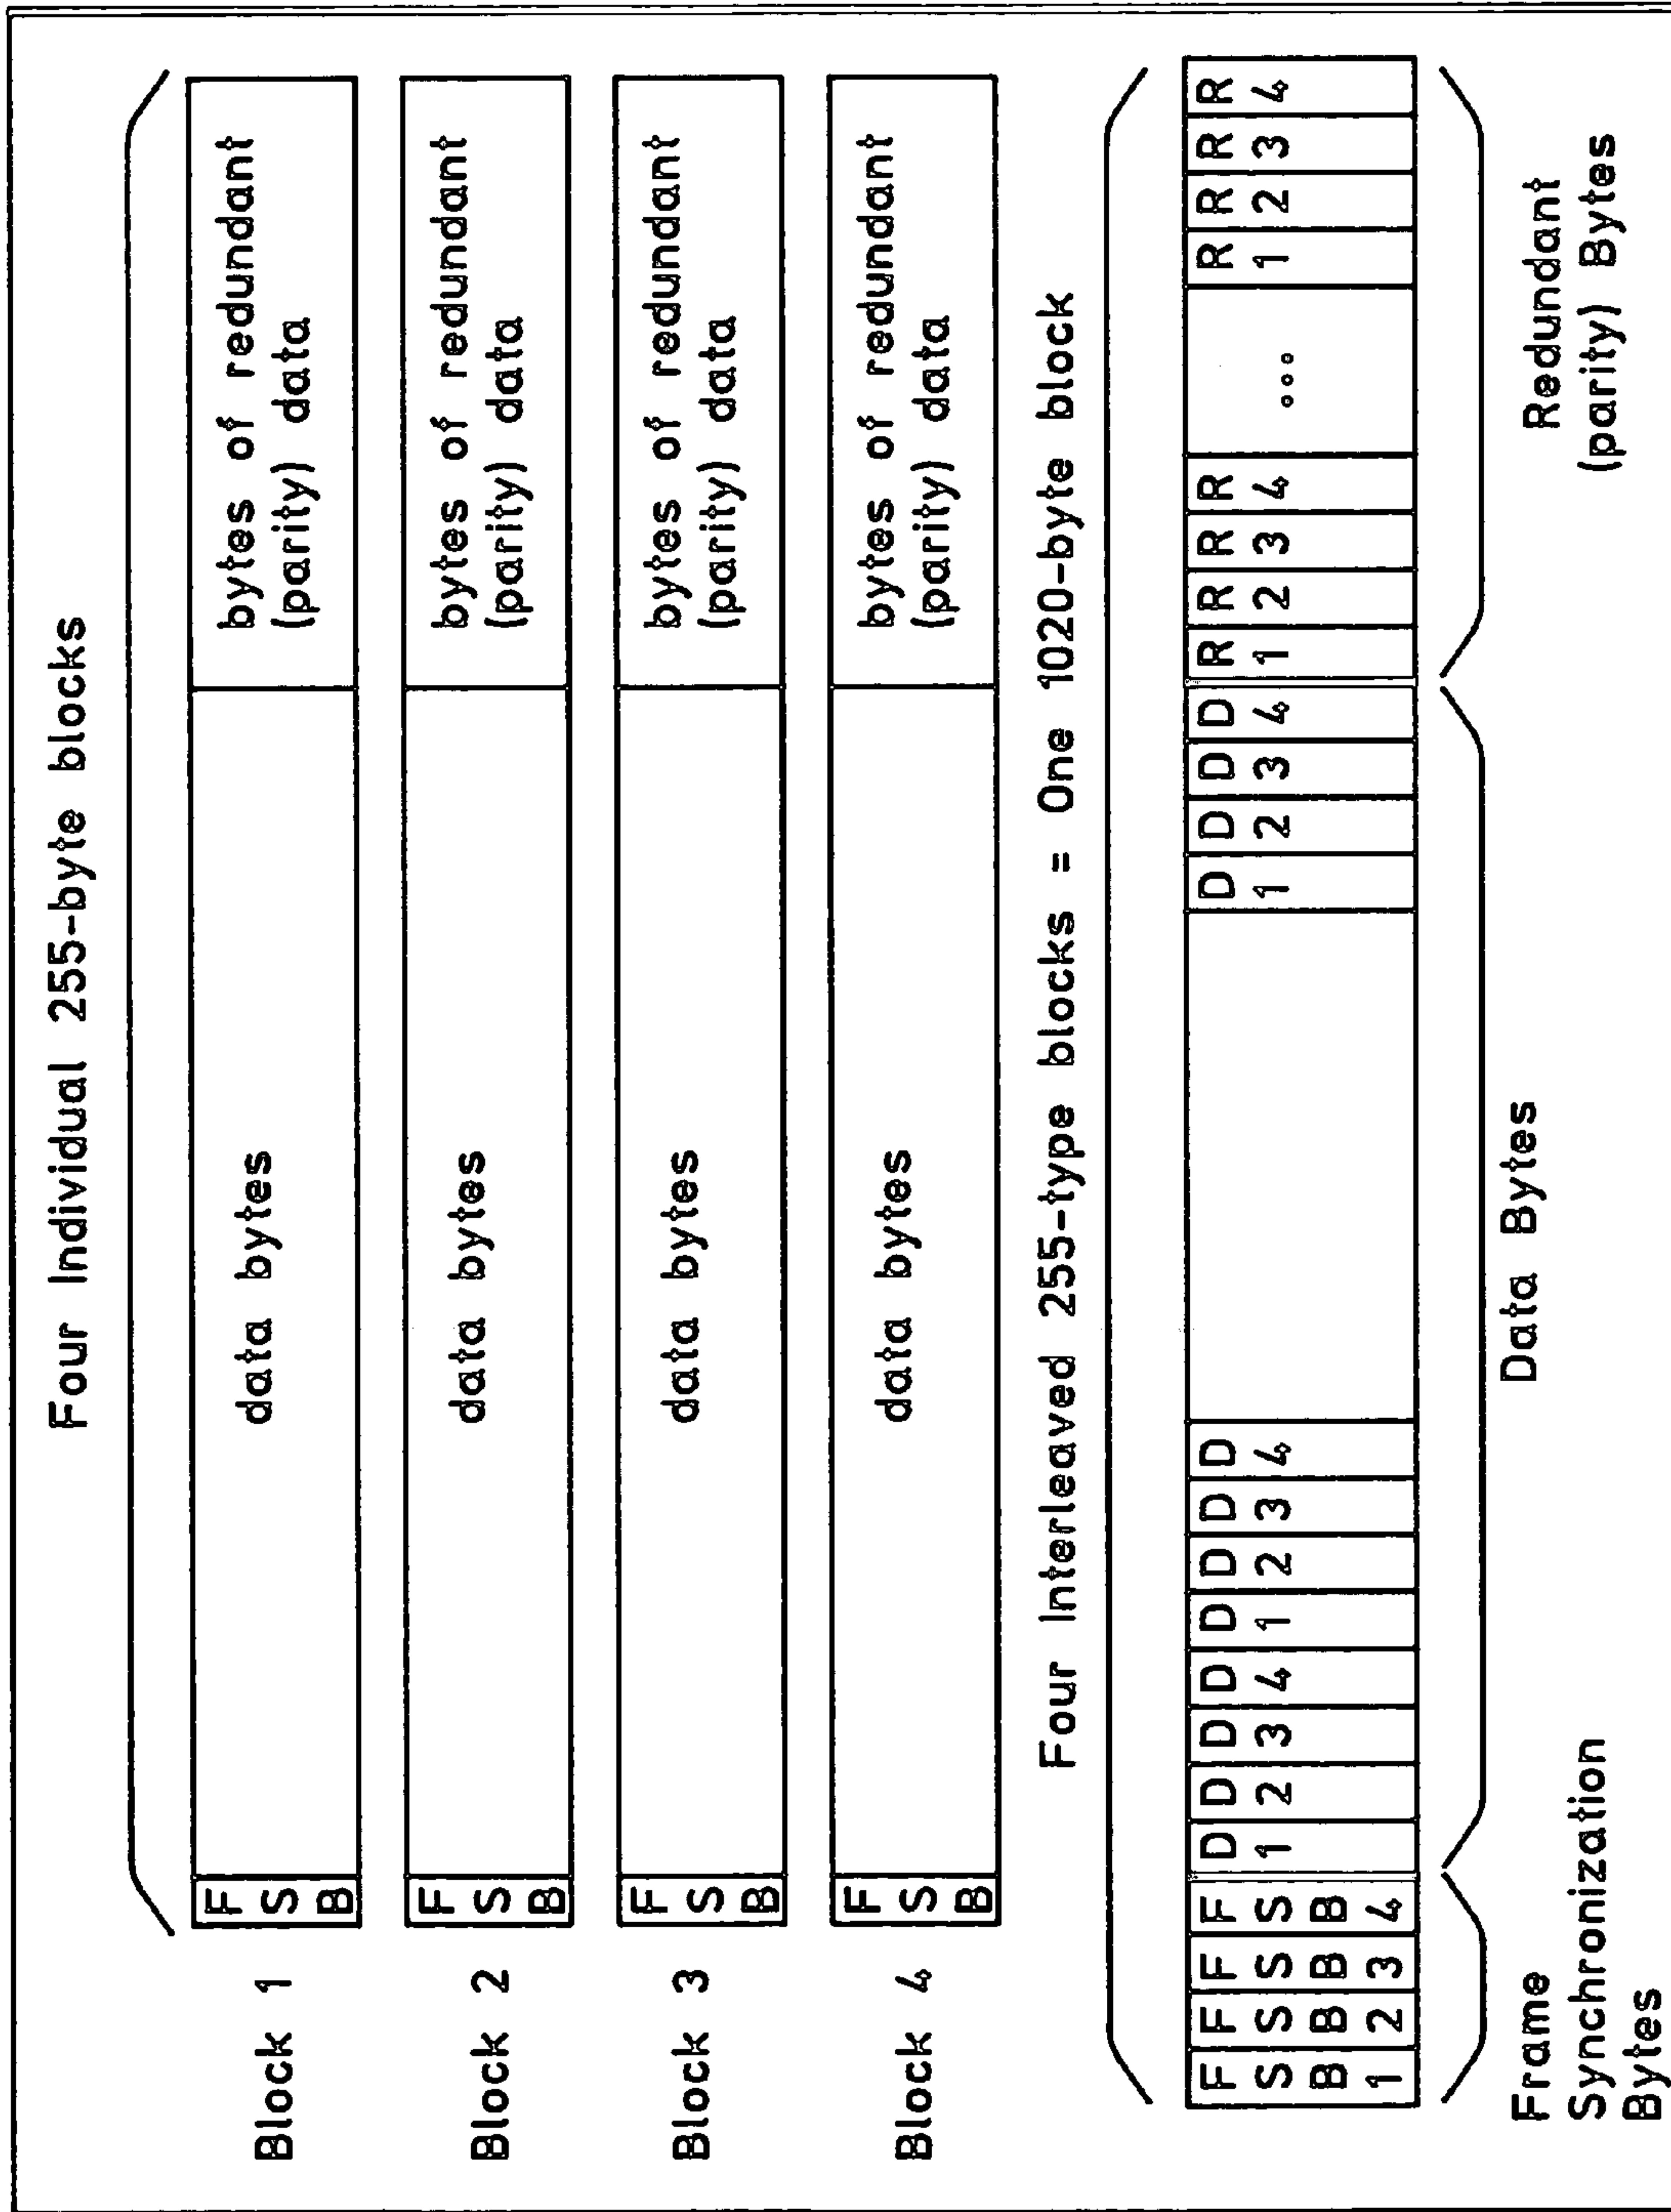 Four Individual 255-byte blocks
Block 1
F
S
B
data bytes
bytes of redundant
(parity) data
Block 2
F
S
B
data bytes
bytes of redundant
(parity) data
Block 3
F
S
B
data bytes
bytes of redundant
(parity) data
Block 4
F
S
B
data bytes
bytes of redundant
(parity) data
Four Interleaved 255-type blocks = One 1020-byte block
F F F F D D D D D D D D D D D D R R R R R R R R
S S S S 1 2 3 4 1 2 3 4 1 2 3 4 1 2 3 4 ... 1 2 3 4
B B B B
1 2 3 4
Frame
Synchronization
Bytes
Data Bytes
Redundant
(parity) Bytes